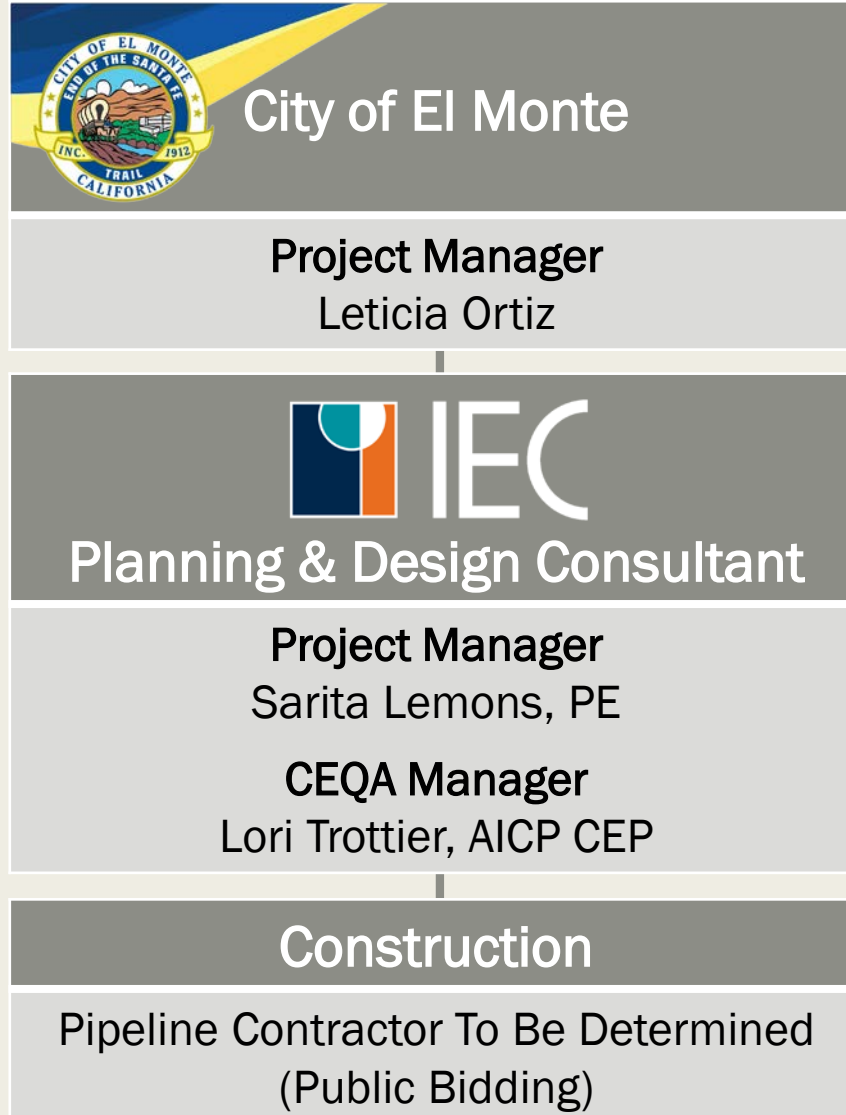 CITY OF EL MONTE
END OF THE SANTA FE
INC. 1912
TRAIL
CALIFORNIA
City of El Monte
Project Manager
Leticia Ortiz
IEC
Planning & Design Consultant
Project Manager
Sarita Lemons, PE
CEQA Manager
Lori Trottier, AICP CEP
Construction
Pipeline Contractor To Be Determined
(Public Bidding)